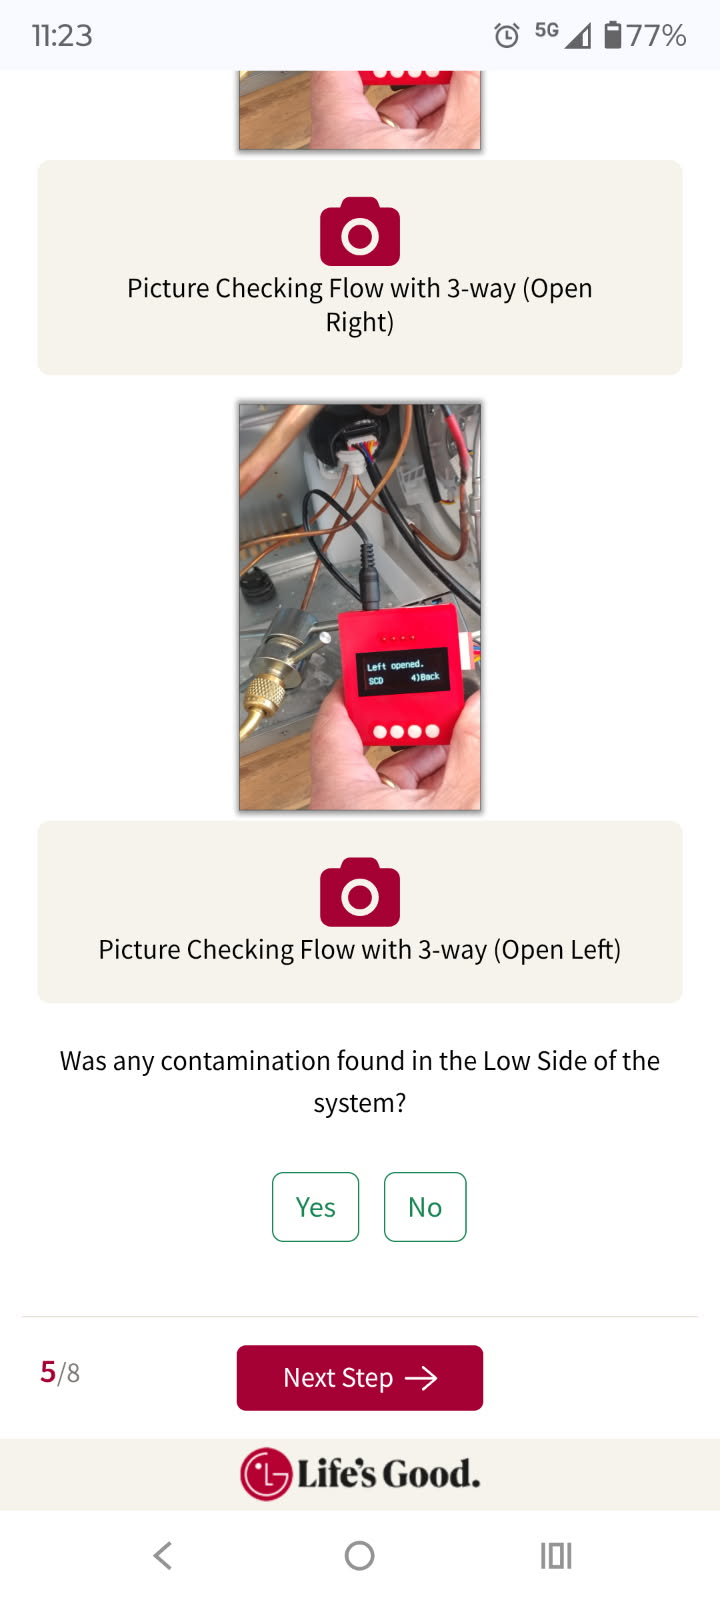 11:23
5G
77%
Picture Checking Flow with 3-way (Open
Right)
Left opened.
SCD 4)Back
Picture Checking Flow with 3-way (Open Left)
Was any contamination found in the Low Side of the
system?
Yes No
5/8
Next Step →
LG Life's Good.